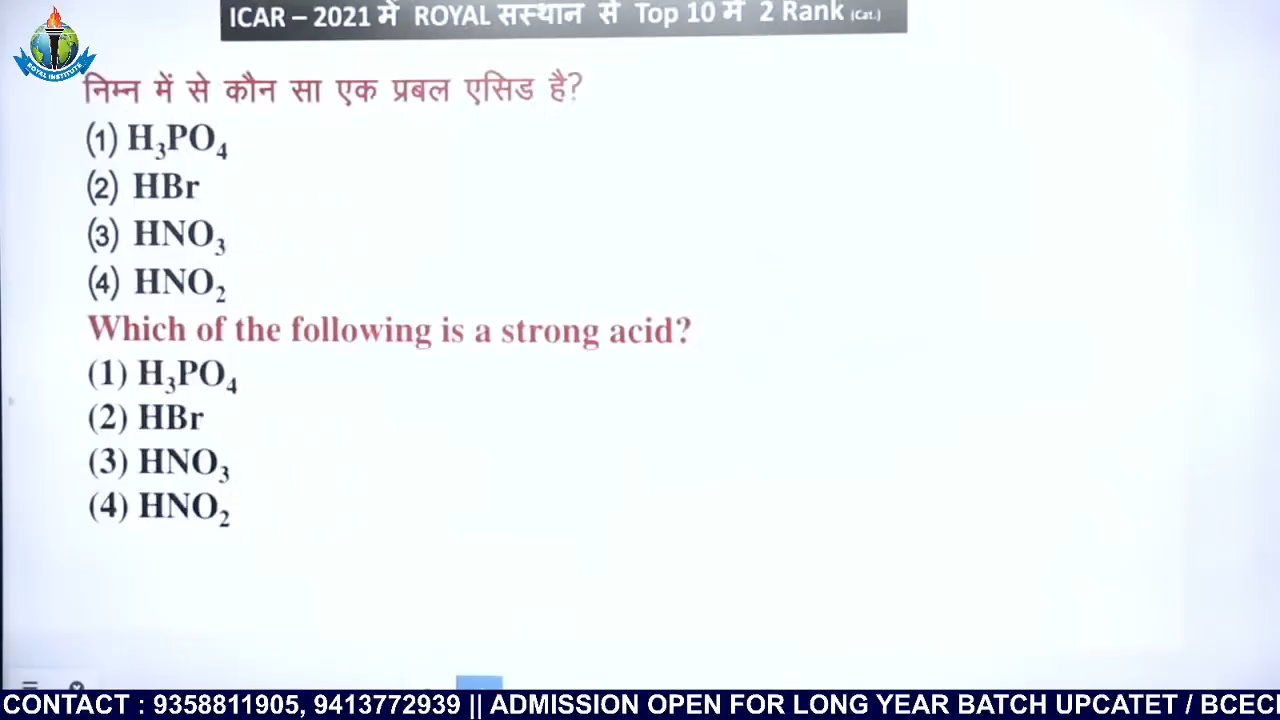 ICAR – 2021 में ROYAL सस्थान से Top 10 में 2 Rank (Cat.)
ROYAL INSTITUTE
निम्न में से कौन सा एक प्रबल एसिड है?
(1) H₃PO₄
(2) HBr
(3) HNO₃
(4) HNO₂
Which of the following is a strong acid?
(1) H₃PO₄
(2) HBr
(3) HNO₃
(4) HNO₂
CONTACT : 9358811905, 9413772939 || ADMISSION OPEN FOR LONG YEAR BATCH UPCATET / BCECE